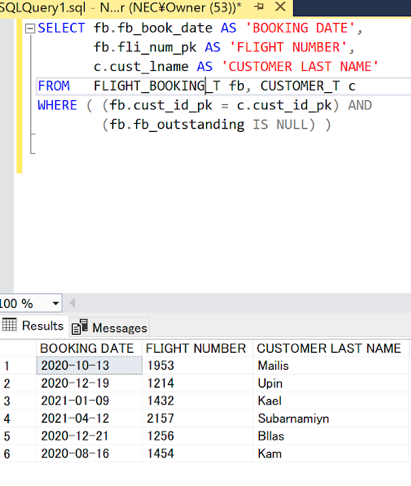 SQLQuery1.sql - N...r (NEC¥Owner (53))*
SELECT fb.fb_book_date AS 'BOOKING DATE',
fb.fli_num_pk AS 'FLIGHT NUMBER',
c.cust_lname AS 'CUSTOMER LAST NAME'
FROM FLIGHT_BOOKING_T fb, CUSTOMER_T c
WHERE ( (fb.cust_id_pk = c.cust_id_pk) AND
(fb.fb_outstanding IS NULL) )
100 %
Results Messages
BOOKING DATE FLIGHT NUMBER CUSTOMER LAST NAME
1 2020-10-13 1953 Mailis
2 2020-12-19 1214 Upin
3 2021-01-09 1432 Kael
4 2021-04-12 2157 Subarnamiyn
5 2020-12-21 1256 Bllas
6 2020-08-16 1454 Kam